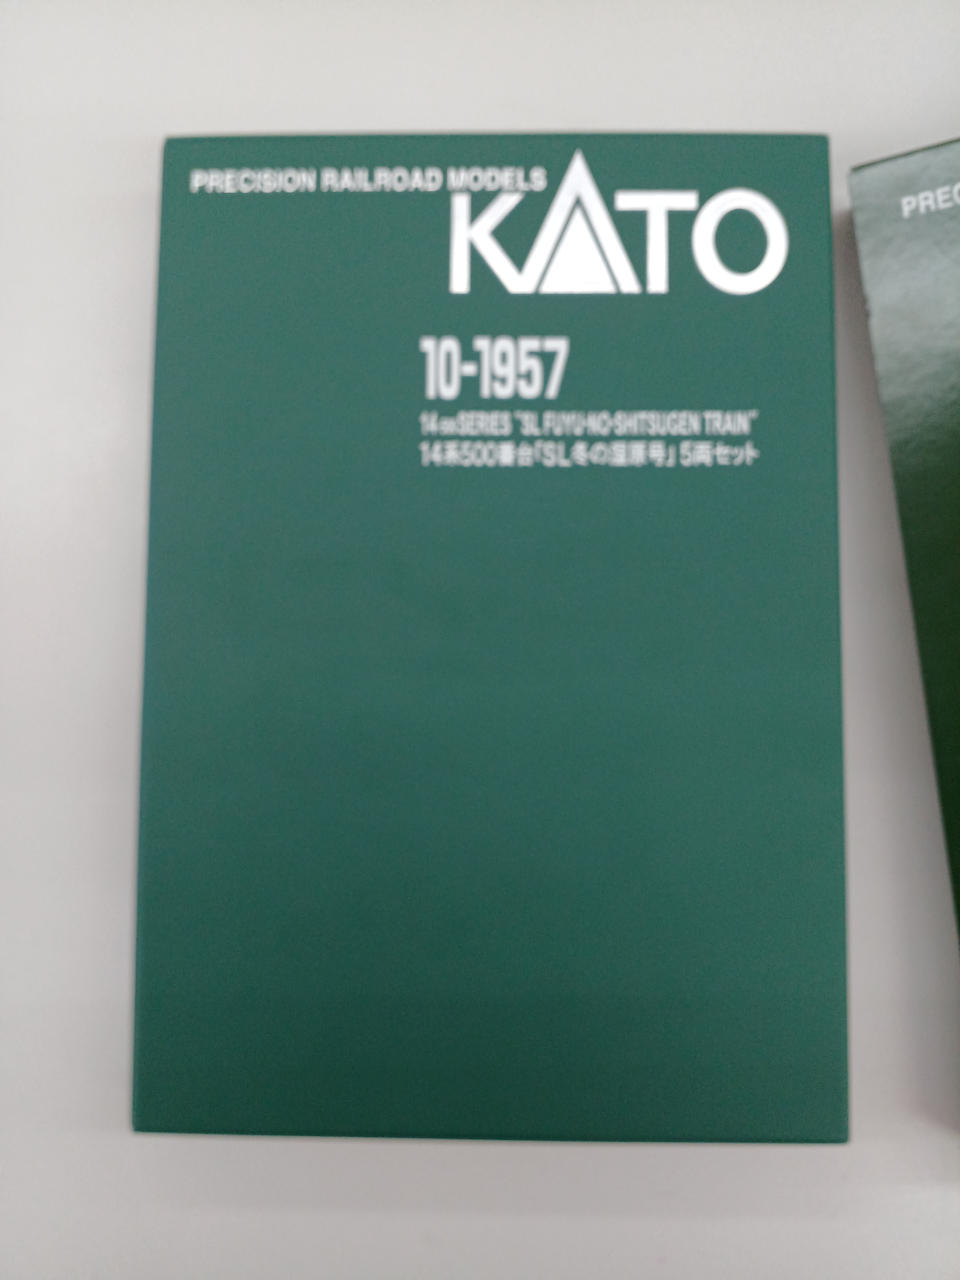 PRECISION RAILROAD MODELS
KATO
10-1957
14 500 SERIES "SL FUYU-NO-SHITSUGEN TRAIN"
14系500番台「SL冬の湿原号」5両セット
PREC